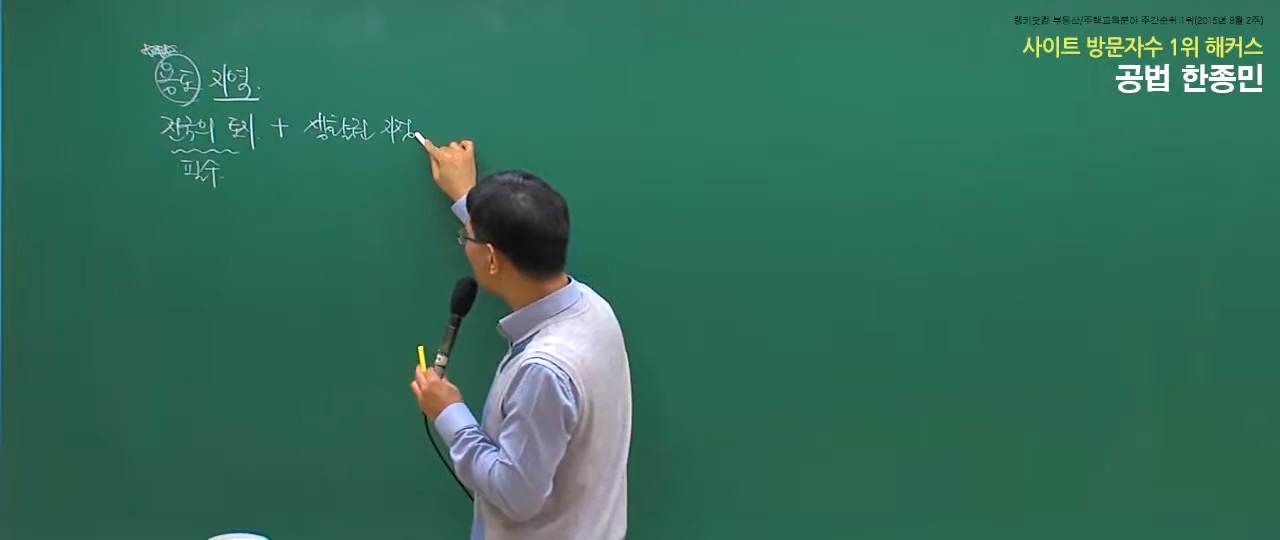 랭키닷컴 부동산/주택교육분야 주간순위 1위(2015년 8월 2주)
사이트 방문자수 1위 해커스
공법 한종민
용도 지역.
전국의 토지 + 생활권 지정
필수.